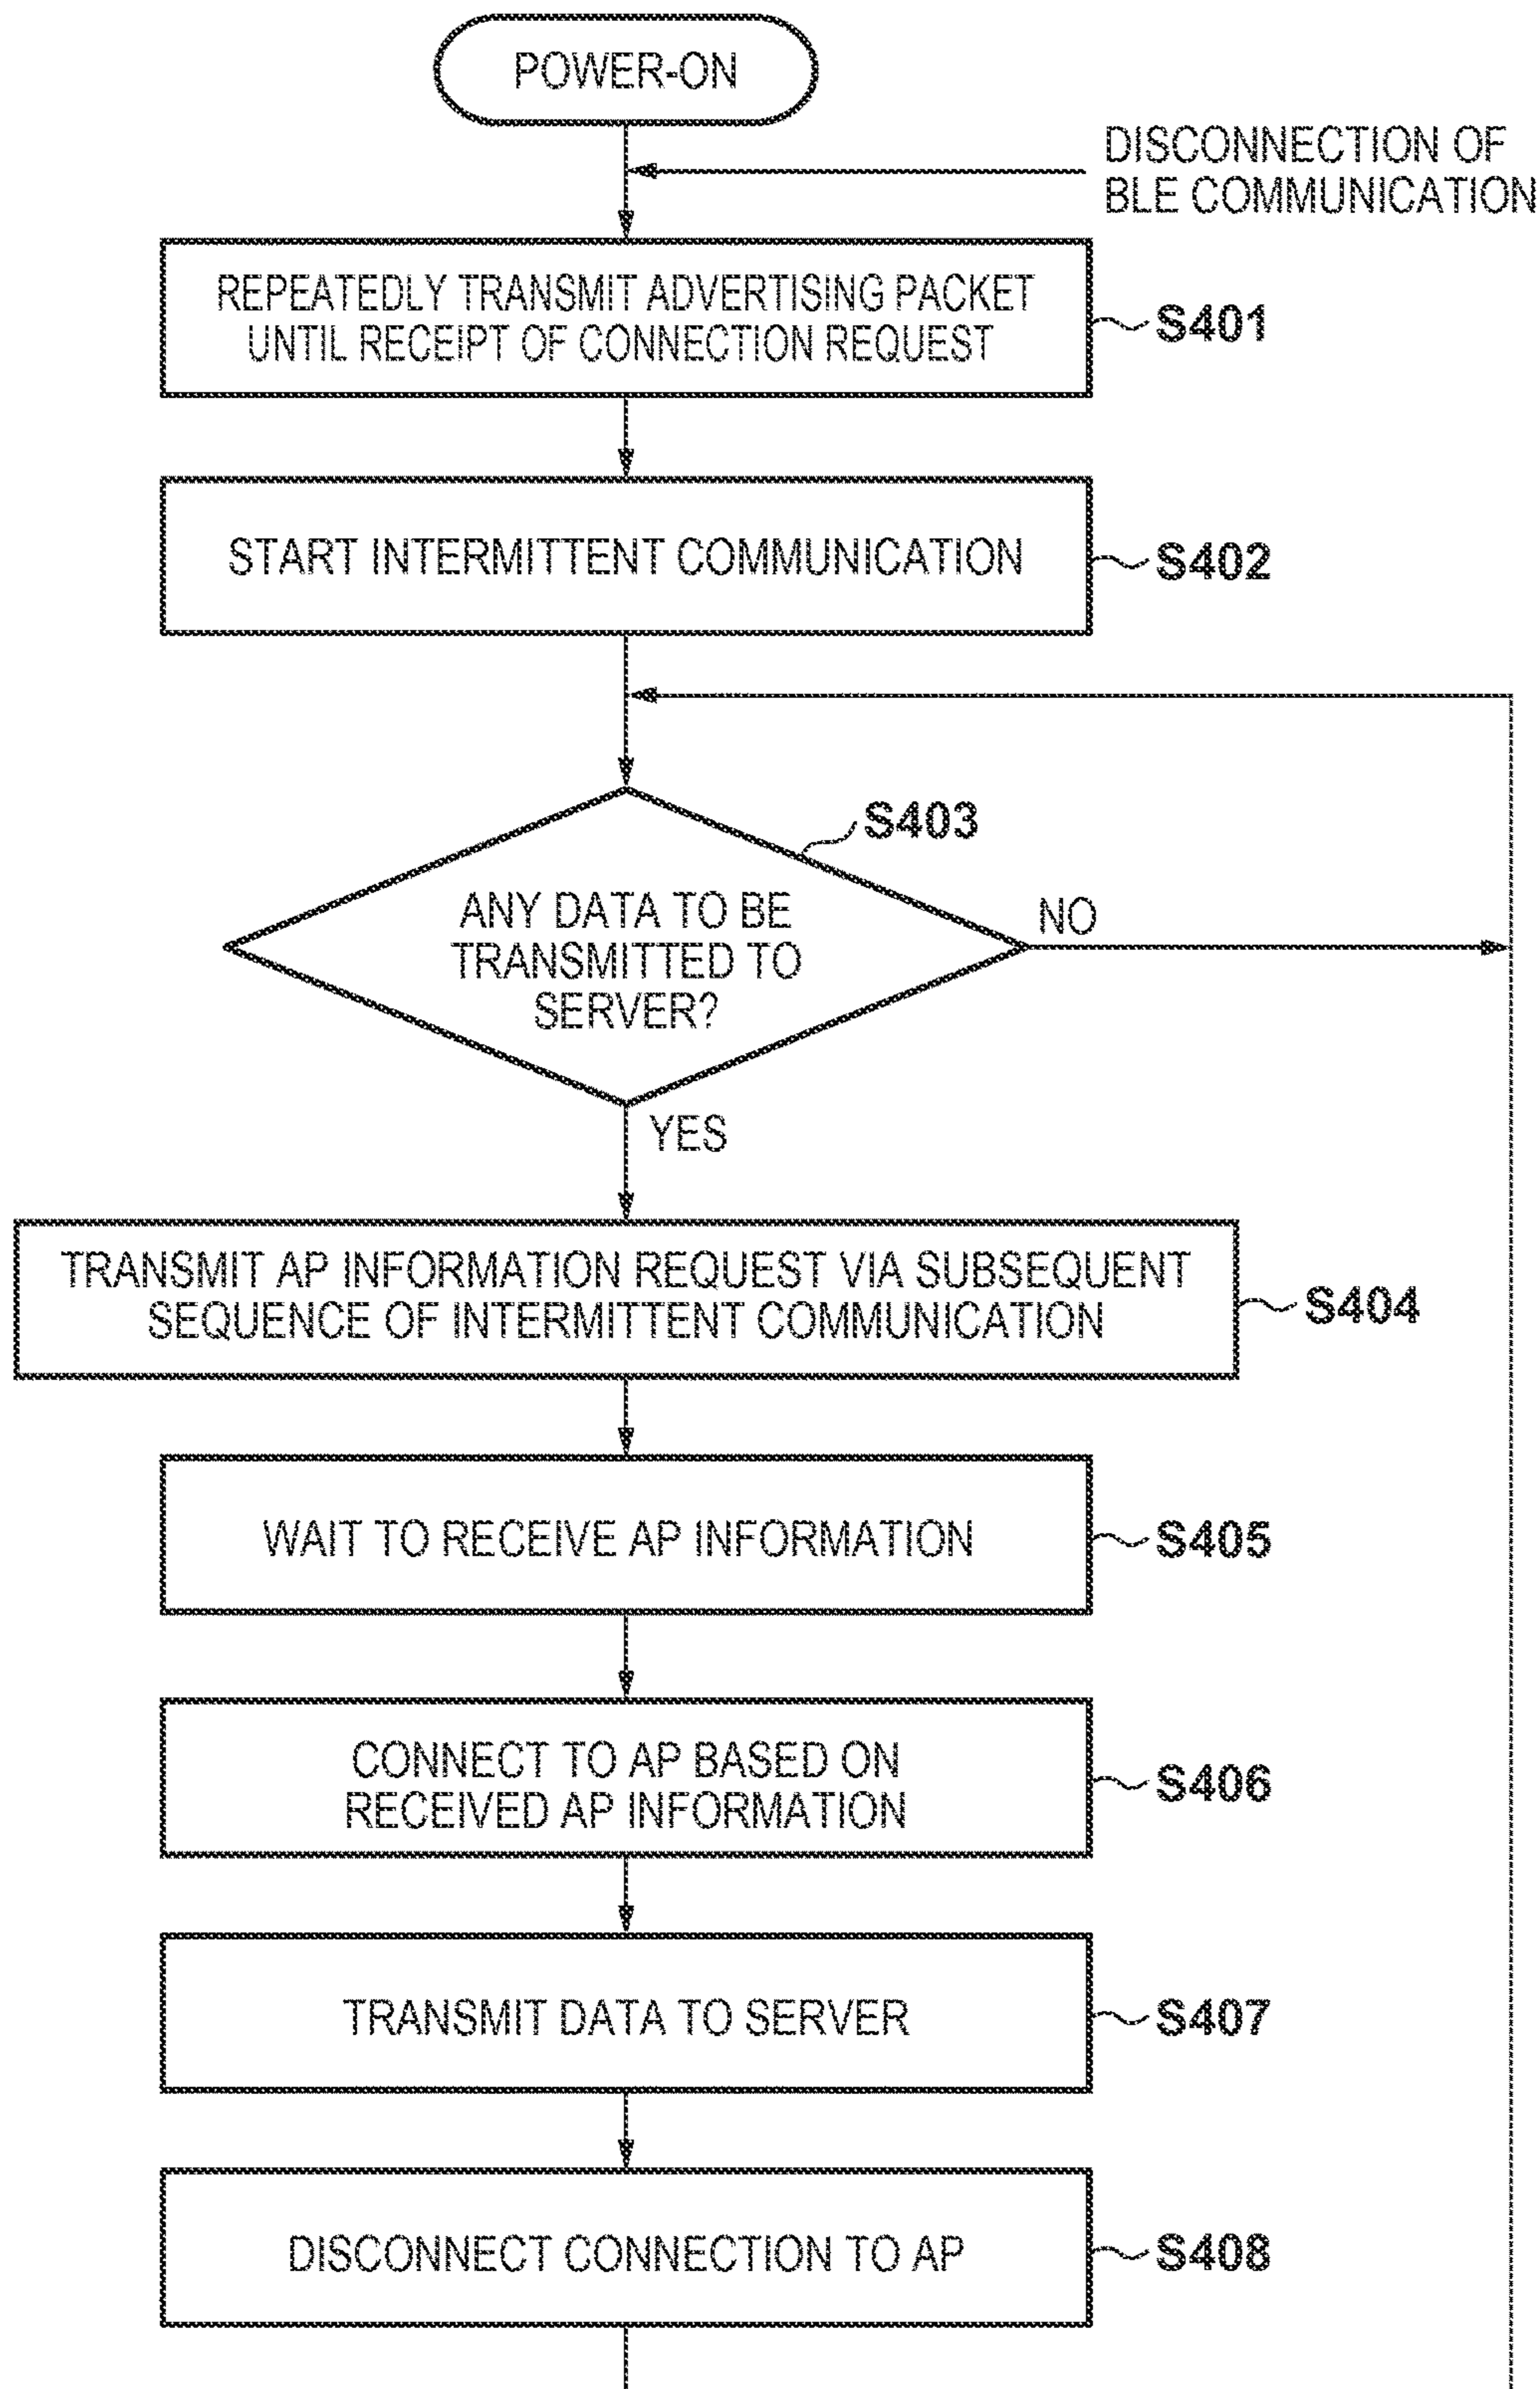 POWER-ON
DISCONNECTION OF
BLE COMMUNICATION
REPEATEDLY TRANSMIT ADVERTISING PACKET
UNTIL RECEIPT OF CONNECTION REQUEST
S401
START INTERMITTENT COMMUNICATION
S402
S403
ANY DATA TO BE
TRANSMITTED TO
SERVER?
NO
YES
TRANSMIT AP INFORMATION REQUEST VIA SUBSEQUENT
SEQUENCE OF INTERMITTENT COMMUNICATION
S404
WAIT TO RECEIVE AP INFORMATION
S405
CONNECT TO AP BASED ON
RECEIVED AP INFORMATION
S406
TRANSMIT DATA TO SERVER
S407
DISCONNECT CONNECTION TO AP
S408